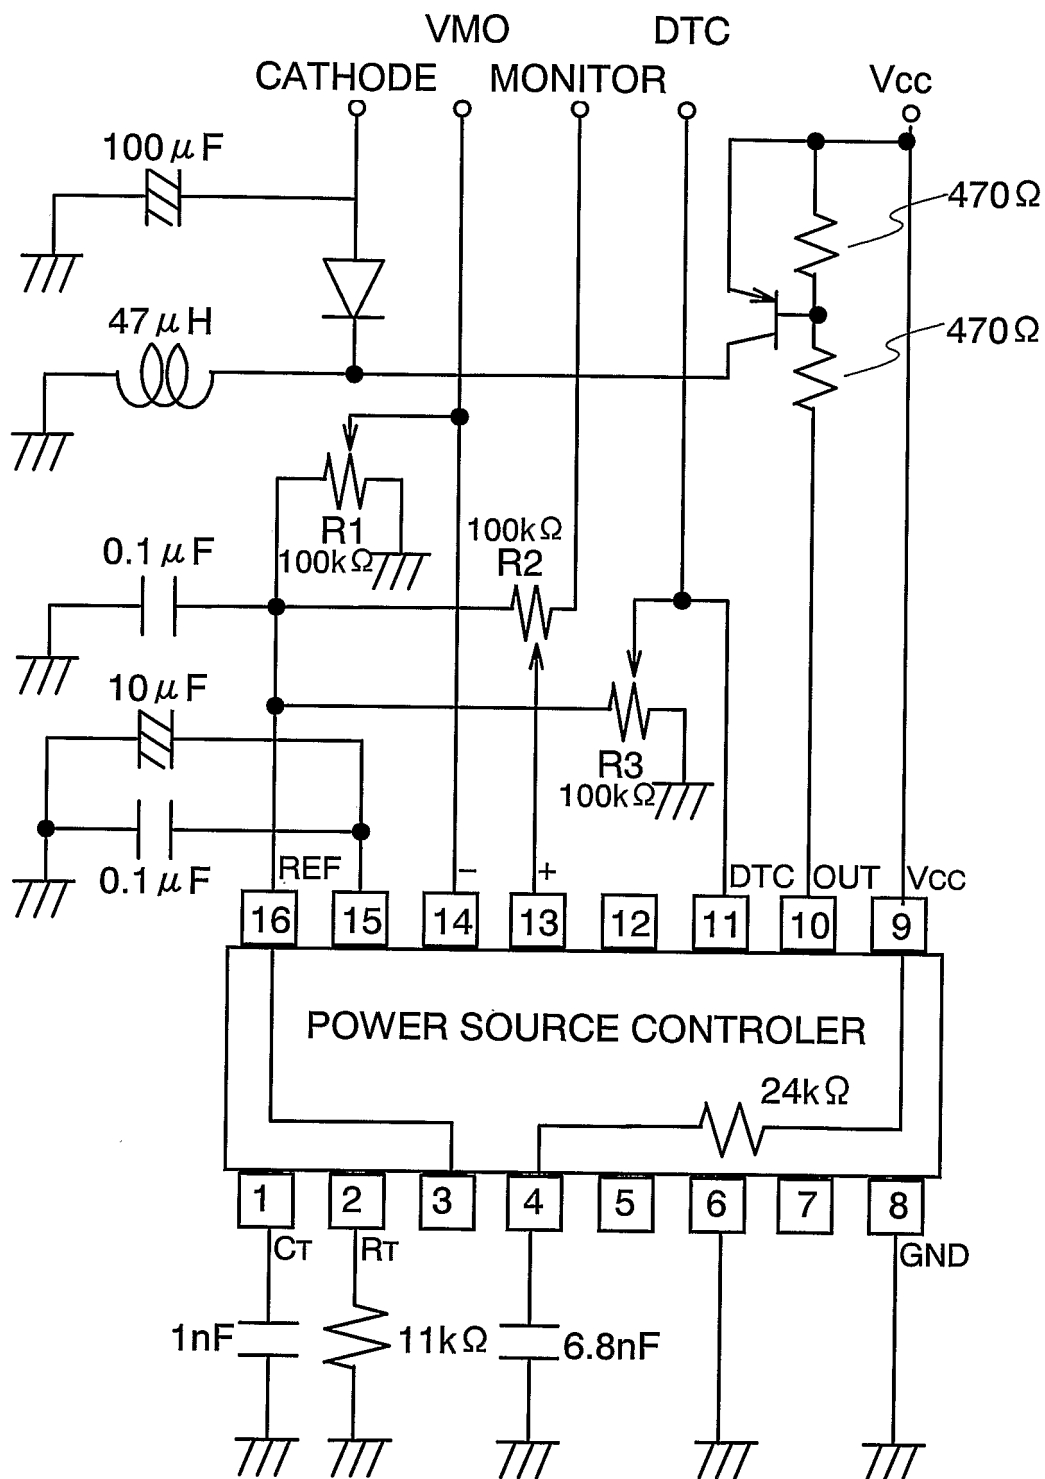 VMO
DTC
CATHODE
MONITOR
Vcc
100μF
470Ω
47μH
470Ω
R1
100kΩ
100kΩ
R2
0.1μF
10μF
R3
100kΩ
0.1μF
REF
−
+
DTC
OUT
Vcc
16
15
14
13
12
11
10
9
POWER SOURCE CONTROLER
24kΩ
1
2
3
4
5
6
7
8
CT
RT
GND
1nF
11kΩ
6.8nF